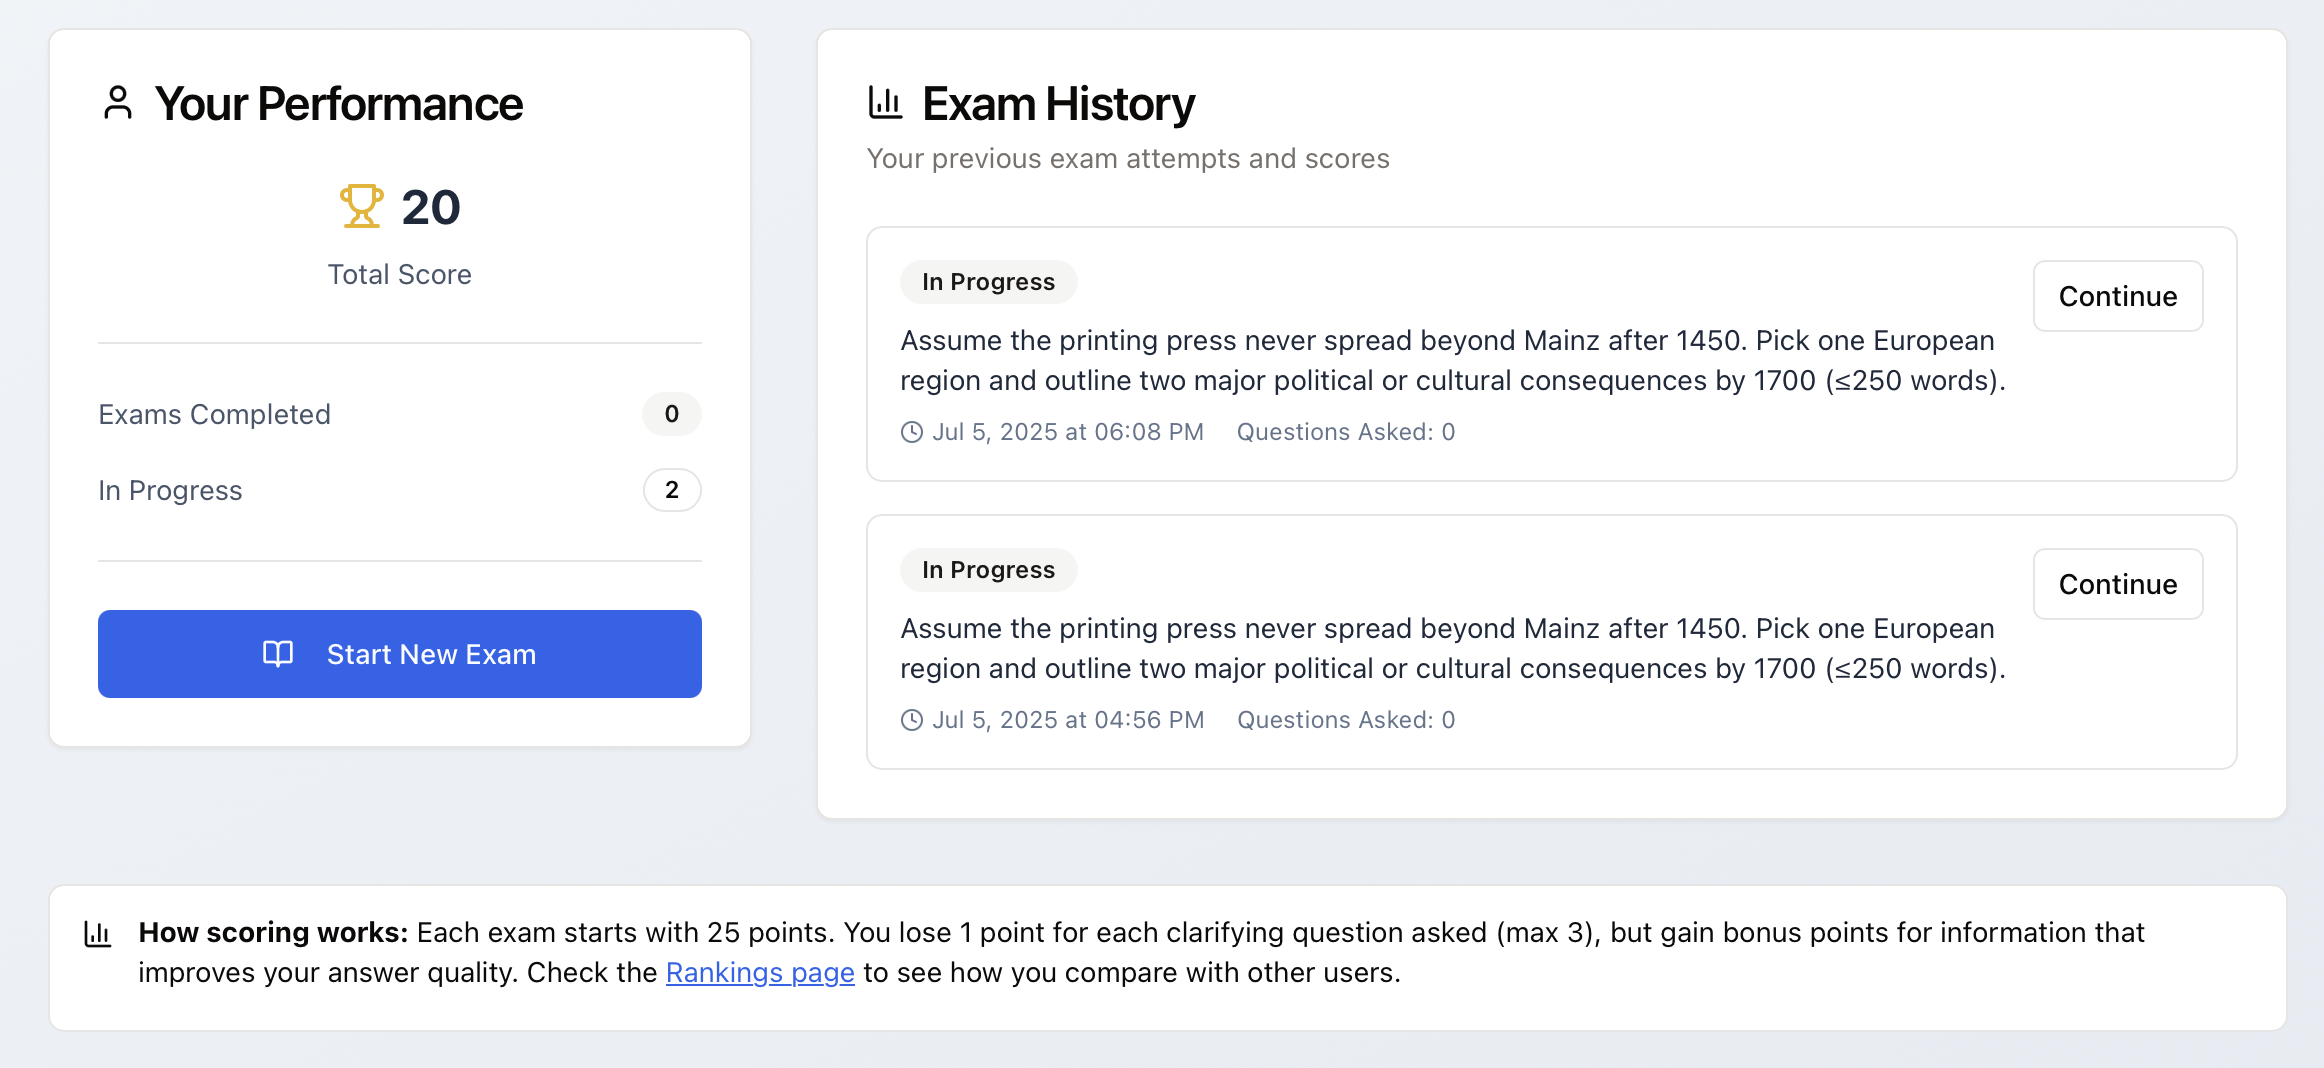 Your Performance
20
Total Score
Exams Completed
0
In Progress
2
Start New Exam
Exam History
Your previous exam attempts and scores
In Progress
Continue
Assume the printing press never spread beyond Mainz after 1450. Pick one European
region and outline two major political or cultural consequences by 1700 (≤250 words).
Jul 5, 2025 at 06:08 PM Questions Asked: 0
In Progress
Continue
Assume the printing press never spread beyond Mainz after 1450. Pick one European
region and outline two major political or cultural consequences by 1700 (≤250 words).
Jul 5, 2025 at 04:56 PM Questions Asked: 0
How scoring works: Each exam starts with 25 points. You lose 1 point for each clarifying question asked (max 3), but gain bonus points for information that
improves your answer quality. Check the Rankings page to see how you compare with other users.